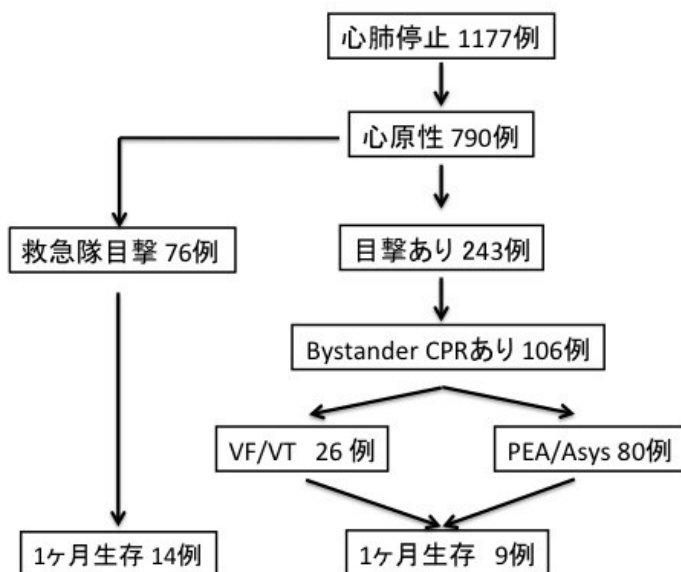 心肺停止 1177例
心原性 790例
救急隊目撃 76例
目撃あり 243例
Bystander CPRあり 106例
VF/VT 26 例
PEA/Asys 80例
1ヶ月生存 14例
1ヶ月生存 9例